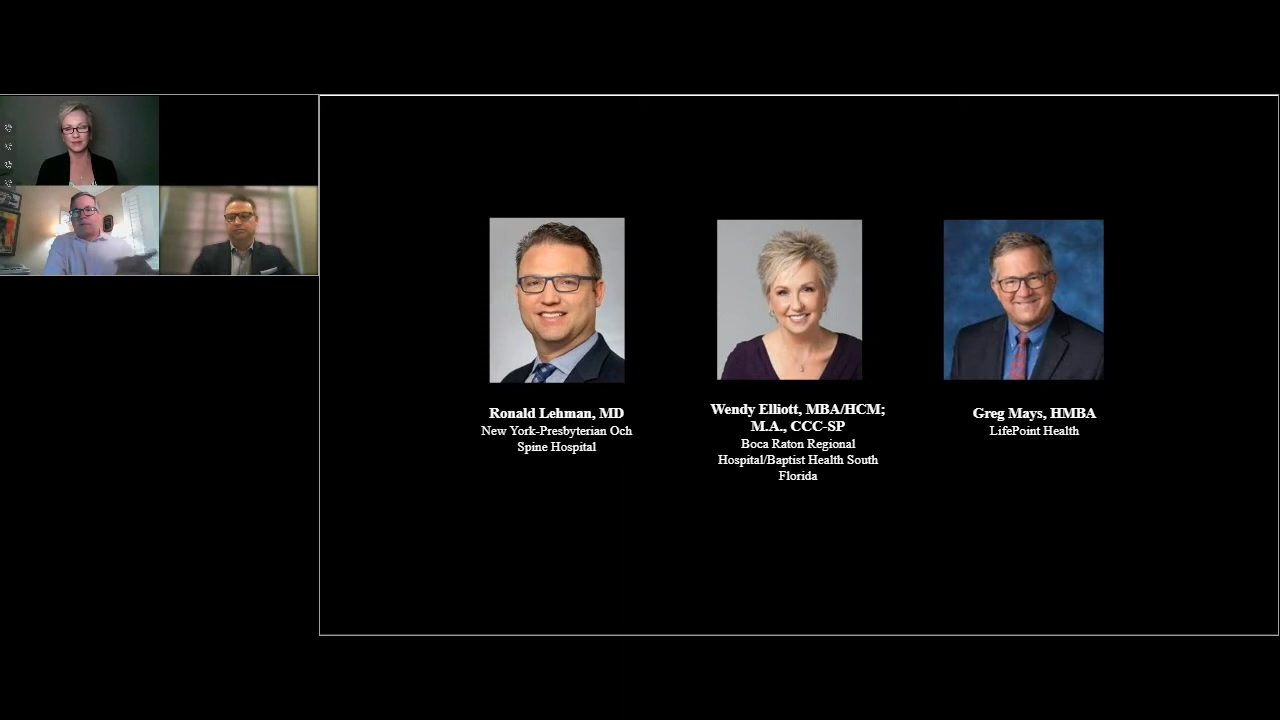 Ronald Lehman, MD
New York-Presbyterian Och
Spine Hospital
Wendy Elliott, MBA/HCM;
M.A., CCC-SP
Boca Raton Regional
Hospital/Baptist Health South
Florida
Greg Mays, HMBA
LifePoint Health